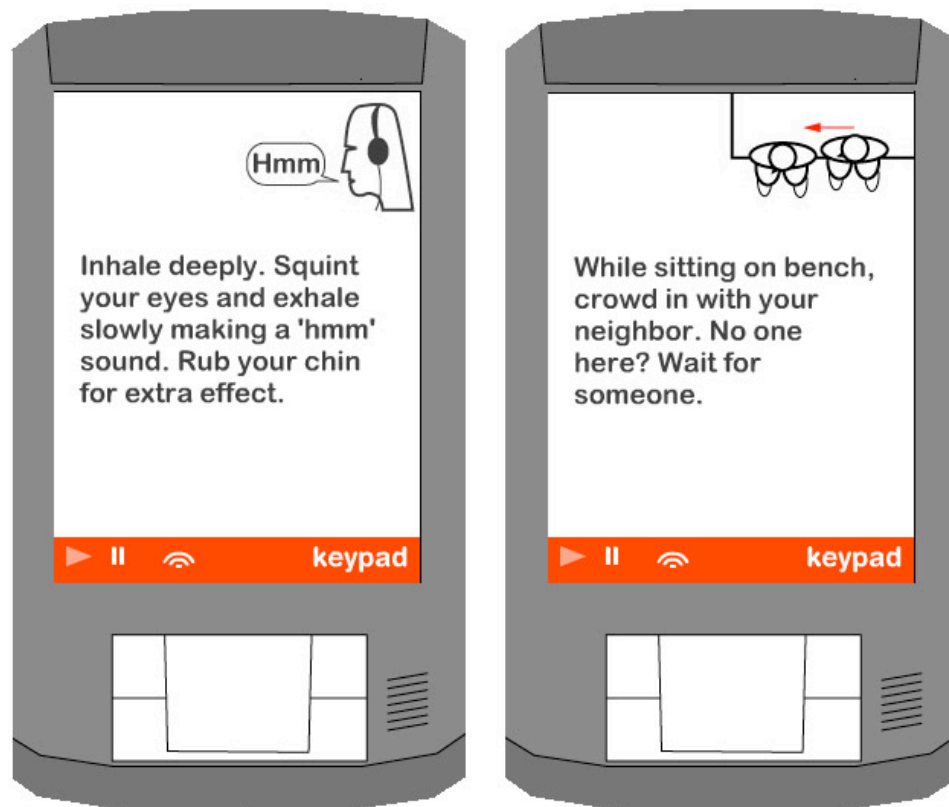 Hmm
Inhale deeply. Squint
your eyes and exhale
slowly making a 'hmm'
sound. Rub your chin
for extra effect.
keypad
While sitting on bench,
crowd in with your
neighbor. No one
here? Wait for
someone.
keypad